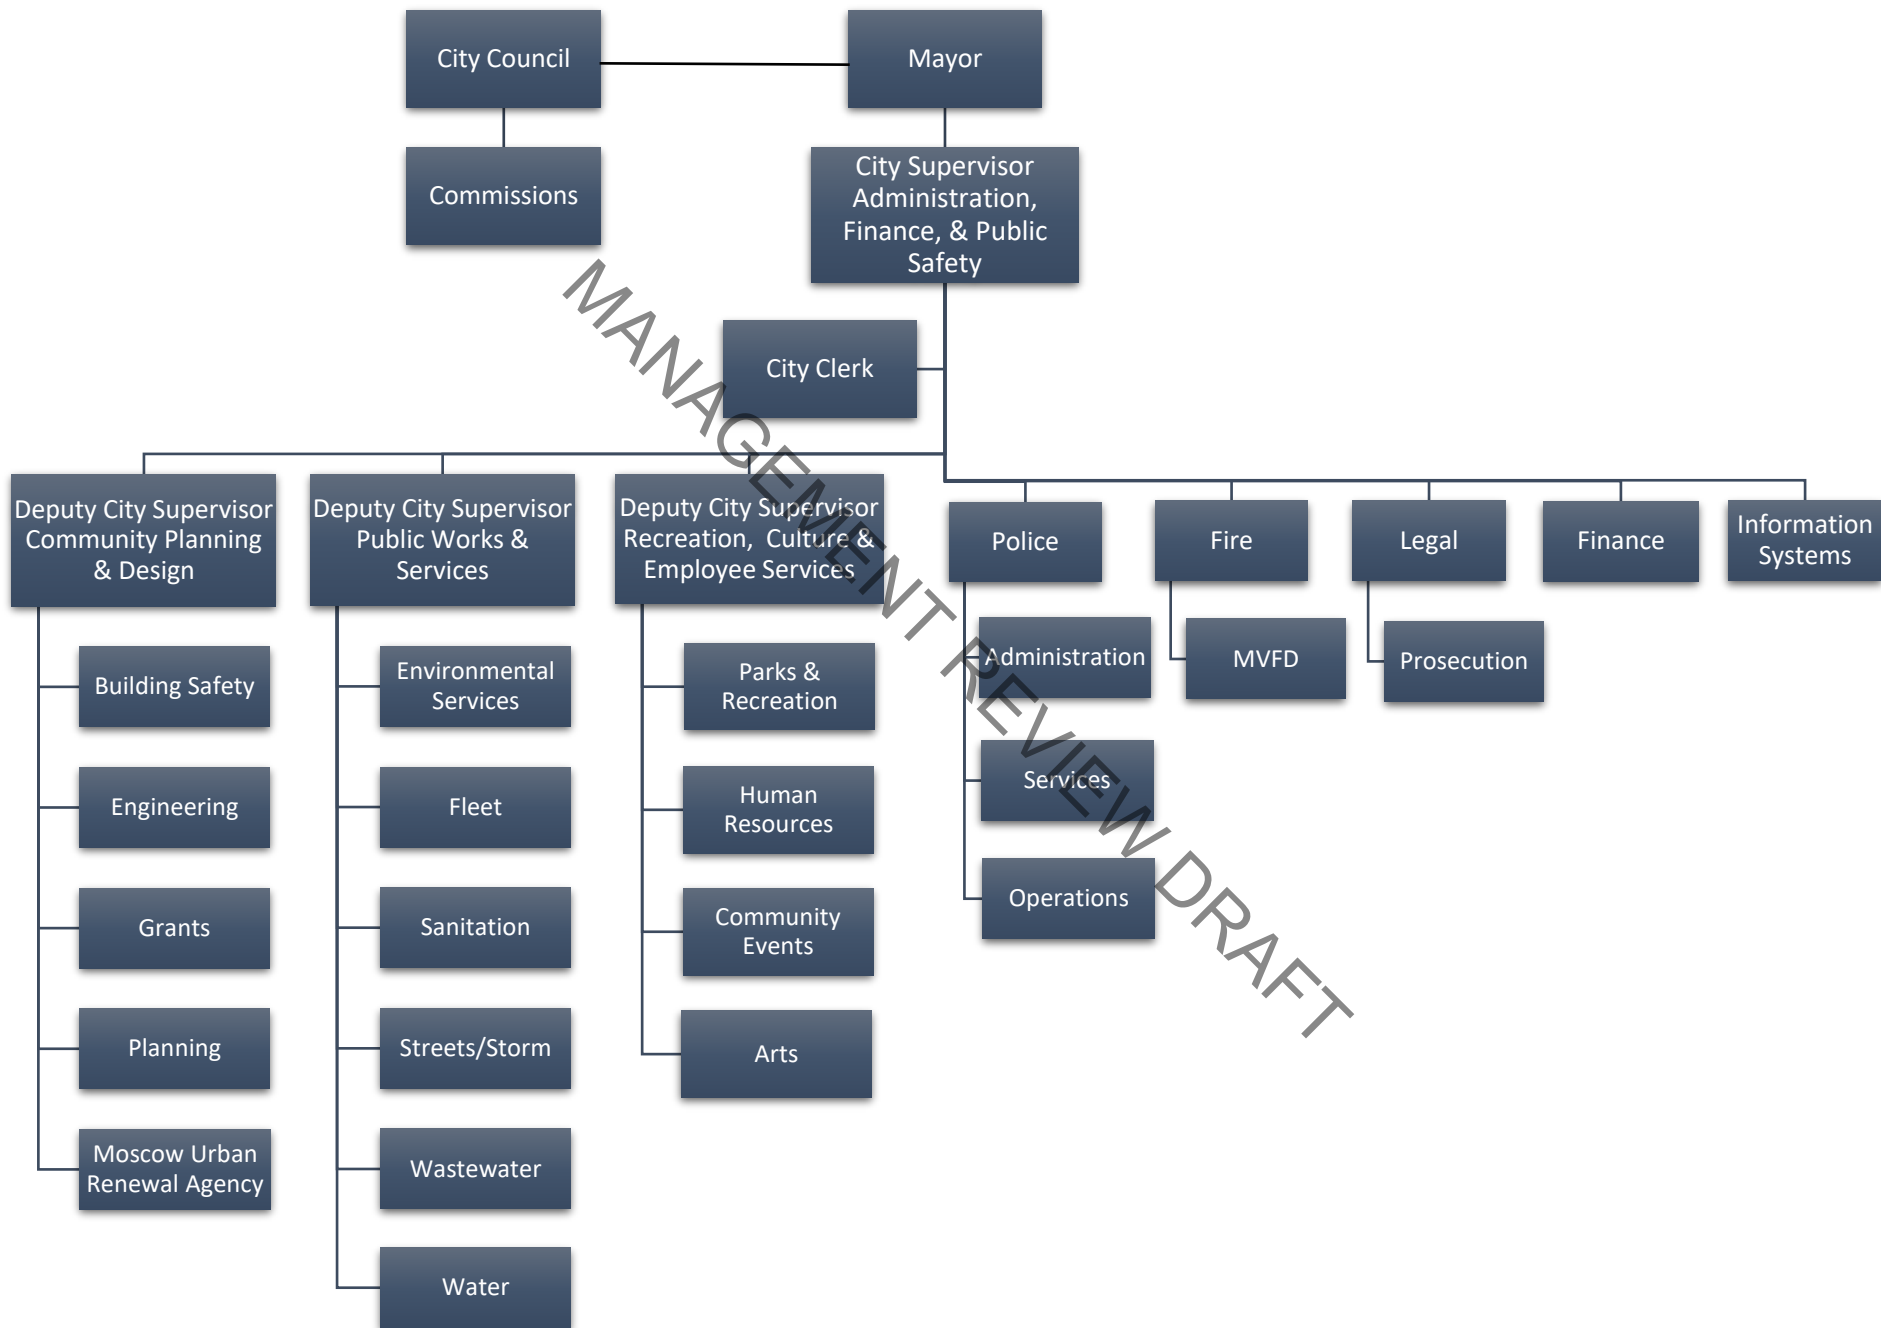 City Council
Mayor
Commissions
City Supervisor
Administration,
Finance, & Public
Safety
City Clerk
Deputy City Supervisor
Community Planning
& Design
Deputy City Supervisor
Public Works &
Services
Deputy City Supervisor
Recreation, Culture &
Employee Services
Police
Fire
Legal
Finance
Information
Systems
Building Safety
Engineering
Grants
Planning
Moscow Urban
Renewal Agency
Environmental
Services
Fleet
Sanitation
Streets/Storm
Wastewater
Water
Parks &
Recreation
Human
Resources
Community
Events
Arts
Administration
Services
Operations
MVFD
Prosecution
MANAGEMENT REVIEW DRAFT